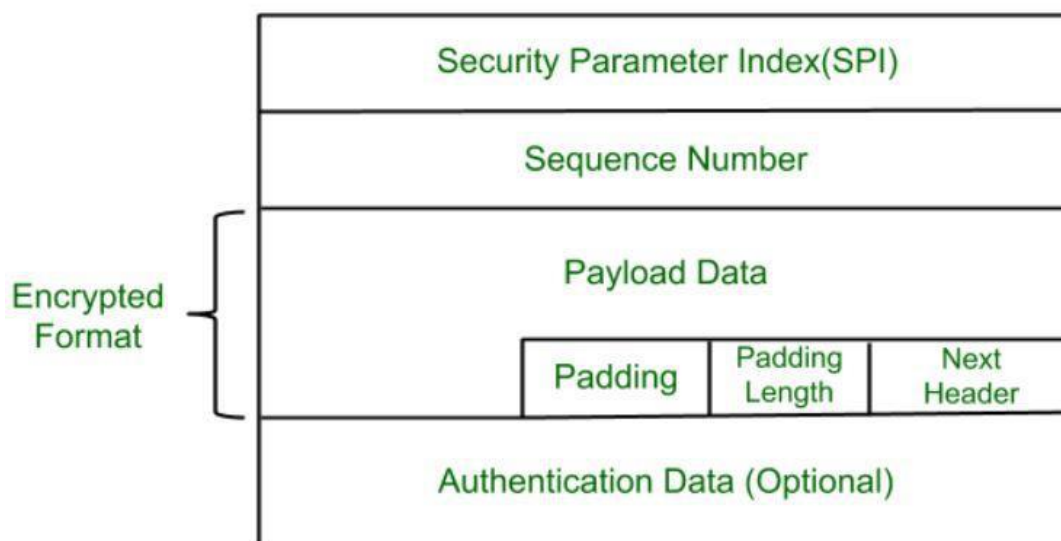 Security Parameter Index(SPI)
Sequence Number
Payload Data
Encrypted
Format
Padding
Padding
Length
Next
Header
Authentication Data (Optional)